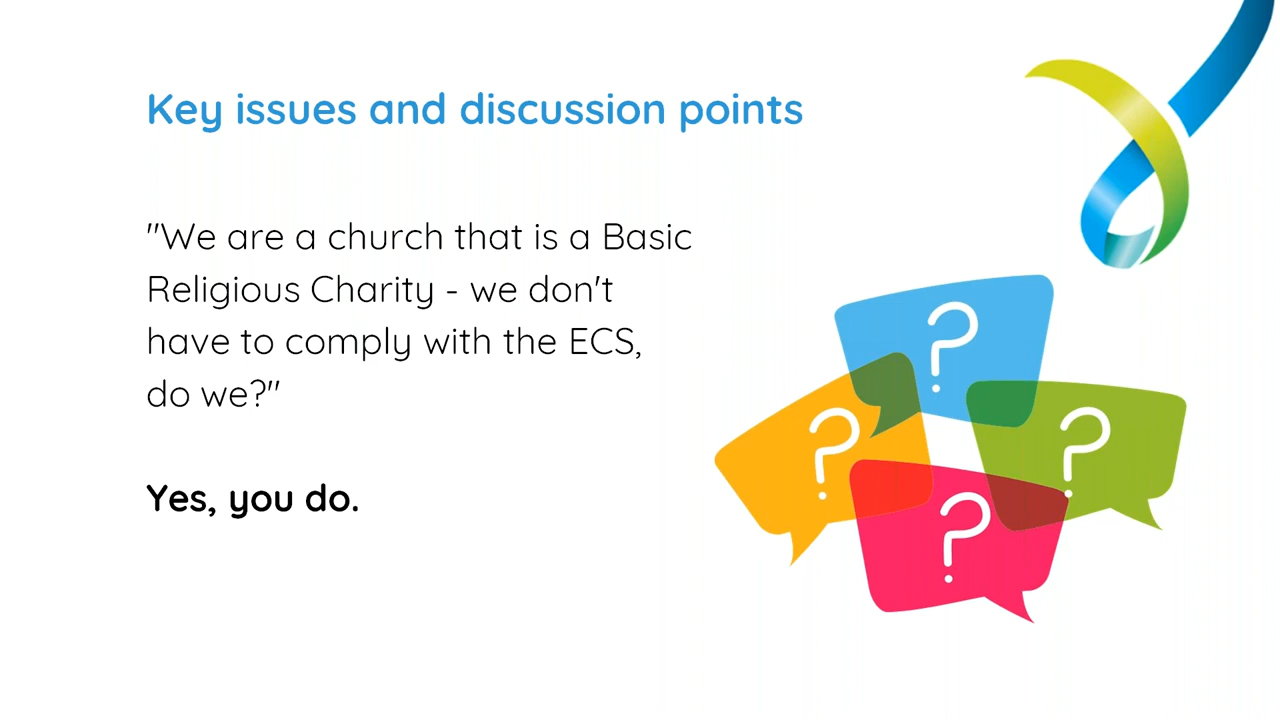 Key issues and discussion points
"We are a church that is a Basic
Religious Charity - we don't
have to comply with the ECS,
do we?"
Yes, you do.
?
?
?
?